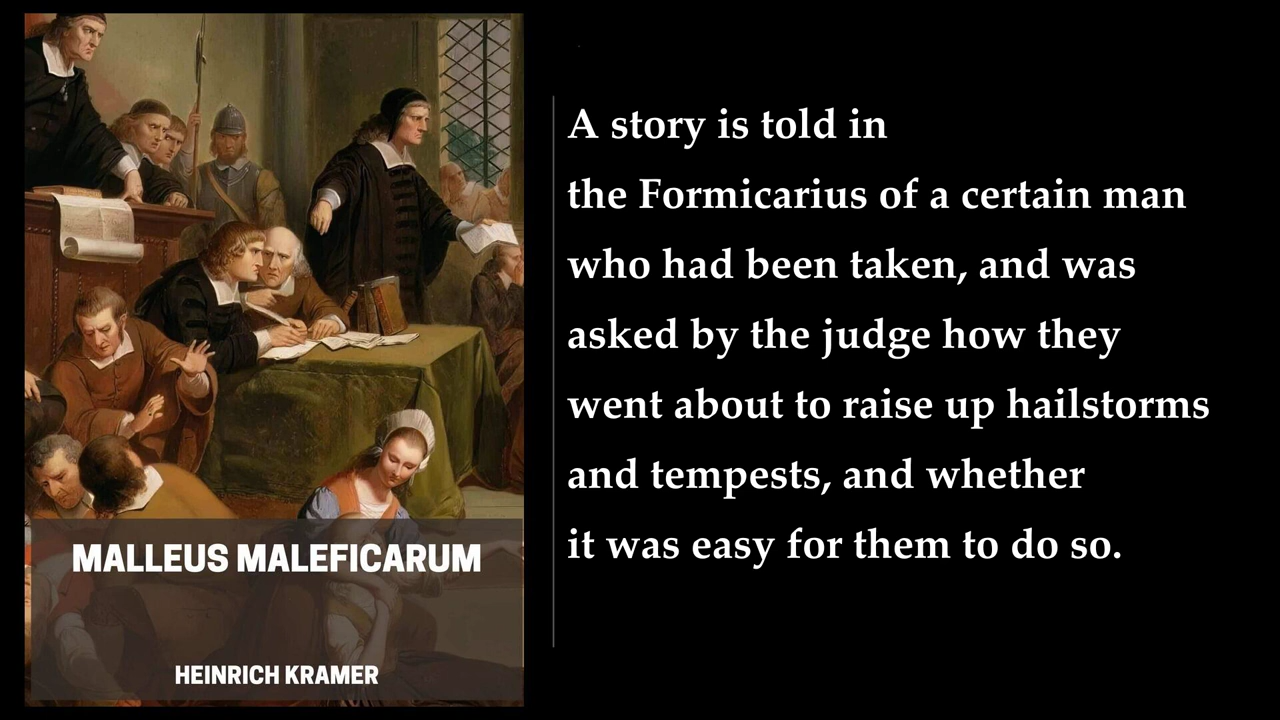 MALLEUS MALEFICARUM
HEINRICH KRAMER
A story is told in
the Formicarius of a certain man
who had been taken, and was
asked by the judge how they
went about to raise up hailstorms
and tempests, and whether
it was easy for them to do so.